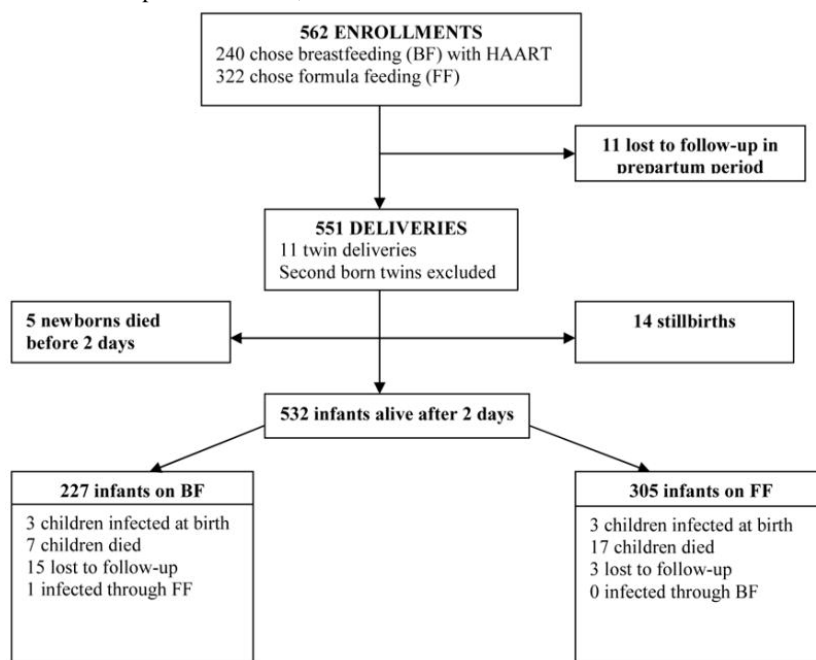 562 ENROLLMENTS
240 chose breastfeeding (BF) with HAART
322 chose formula feeding (FF)
11 lost to follow-up in
prepartum period
551 DELIVERIES
11 twin deliveries
Second born twins excluded
5 newborns died
before 2 days
14 stillbirths
532 infants alive after 2 days
227 infants on BF
3 children infected at birth
7 children died
15 lost to follow-up
1 infected through FF
305 infants on FF
3 children infected at birth
17 children died
3 lost to follow-up
0 infected through BF